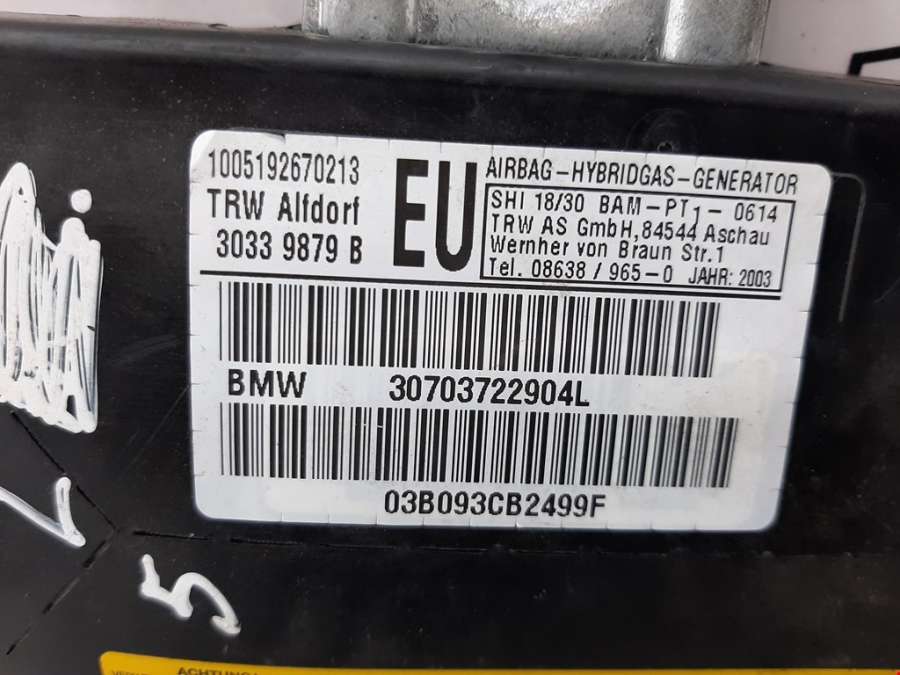 1005192670213
TRW Alfdorf
3033 9879 B
EU
AIRBAG-HYBRIDGAS-GENERATOR
SHI 18/30 BAM-PT1-0614
TRW AS GmbH, 84544 Aschau
Wernher von Braun Str.1
Tel. 08638/965-0 JAHR: 2003
BMW 30703722904L
03B093CB2499F
5
ACHTUNG